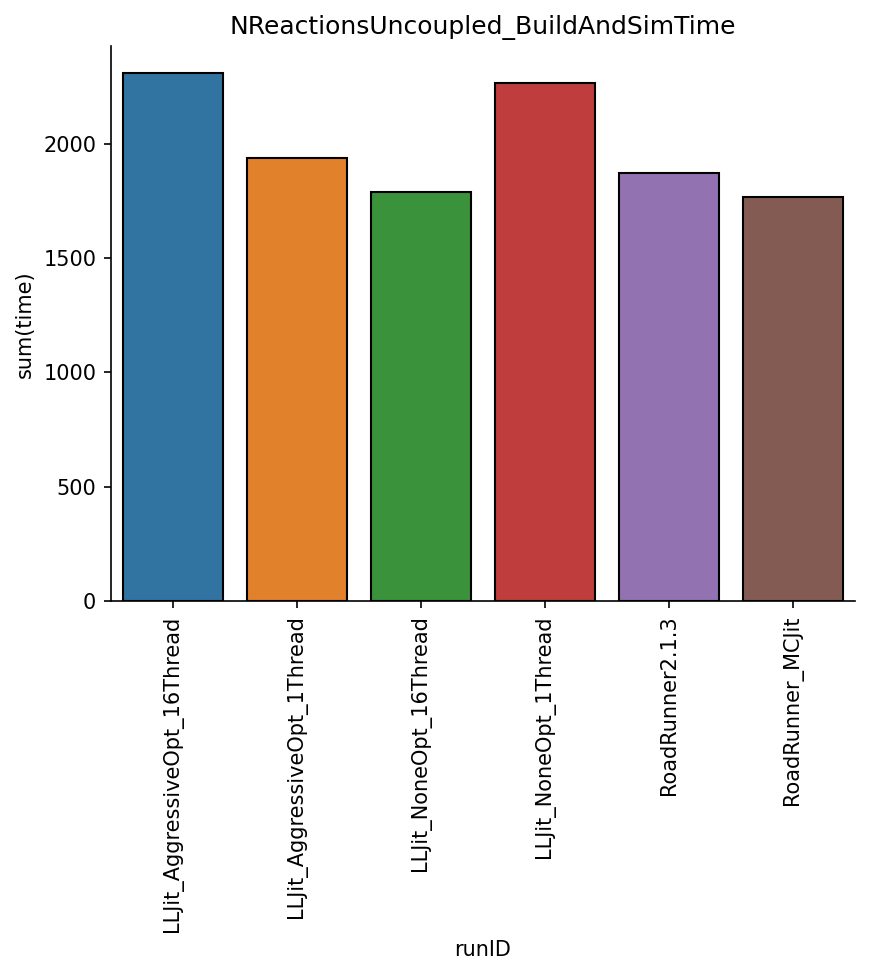 NReactionsUncoupled_BuildAndSimTime
sum(time)
2000
1500
1000
500
0
LLJit_AggressiveOpt_16Thread
LLJit_AggressiveOpt_1Thread
LLJit_NoneOpt_16Thread
LLJit_NoneOpt_1Thread
RoadRunner2.1.3
RoadRunner_MCJit
runID